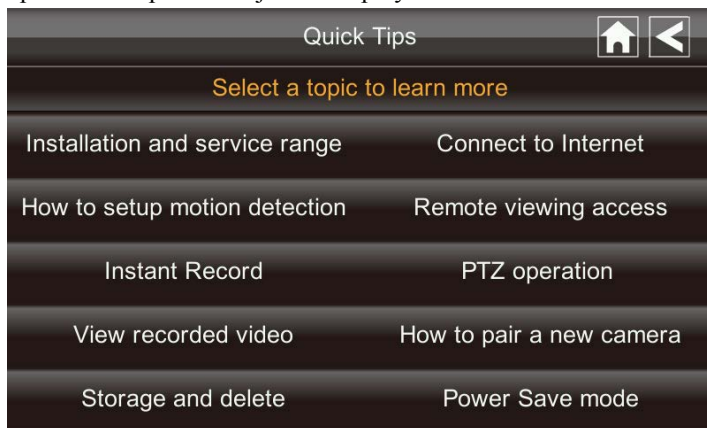 Quick Tips
Select a topic to learn more
Installation and service range
Connect to Internet
How to setup motion detection
Remote viewing access
Instant Record
PTZ operation
View recorded video
How to pair a new camera
Storage and delete
Power Save mode